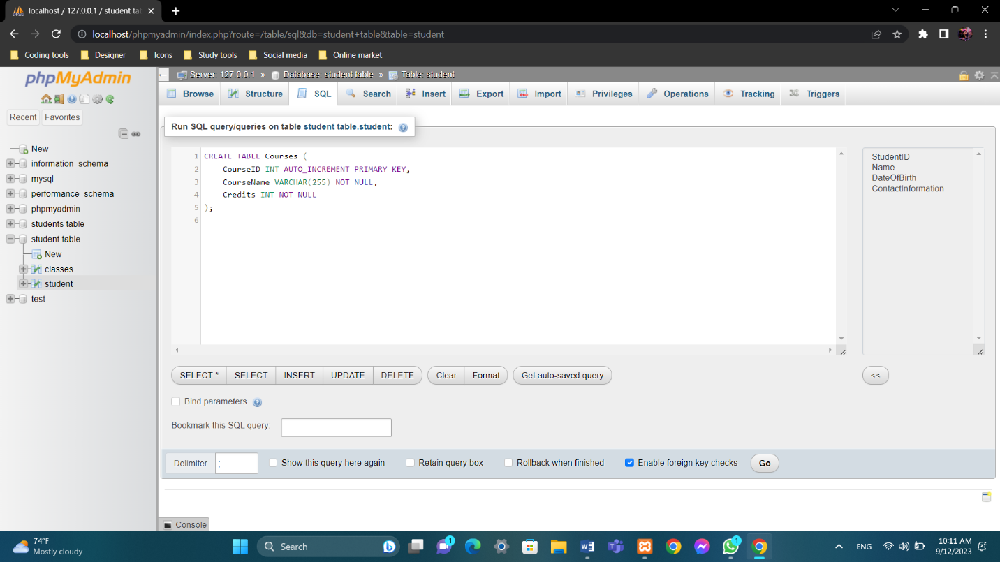 localhost / 127.0.0.1 / student tal
localhost/phpmyadmin/index.php?route=/table/sql&db=student+table&table=student
Coding tools Designer Icons Study tools Social media Online market
phpMyAdmin
Recent Favorites
New
information_schema
mysql
performance_schema
phpmyadmin
students table
student table
New
classes
student
test
Server: 127.0.0.1 » Database: student table » Table: student
Browse Structure SQL Search Insert Export Import Privileges Operations Tracking Triggers
Run SQL query/queries on table student table.student:
1 CREATE TABLE Courses (
2 CourseID INT AUTO_INCREMENT PRIMARY KEY,
3 CourseName VARCHAR(255) NOT NULL,
4 Credits INT NOT NULL
5 );
6
StudentID
Name
DateOfBirth
ContactInformation
SELECT * SELECT INSERT UPDATE DELETE Clear Format Get auto-saved query <<
Bind parameters
Bookmark this SQL query:
Delimiter ; Show this query here again Retain query box Rollback when finished Enable foreign key checks Go
Console
74°F
Mostly cloudy
Search
1
1
ENG
10:11 AM
9/12/2023